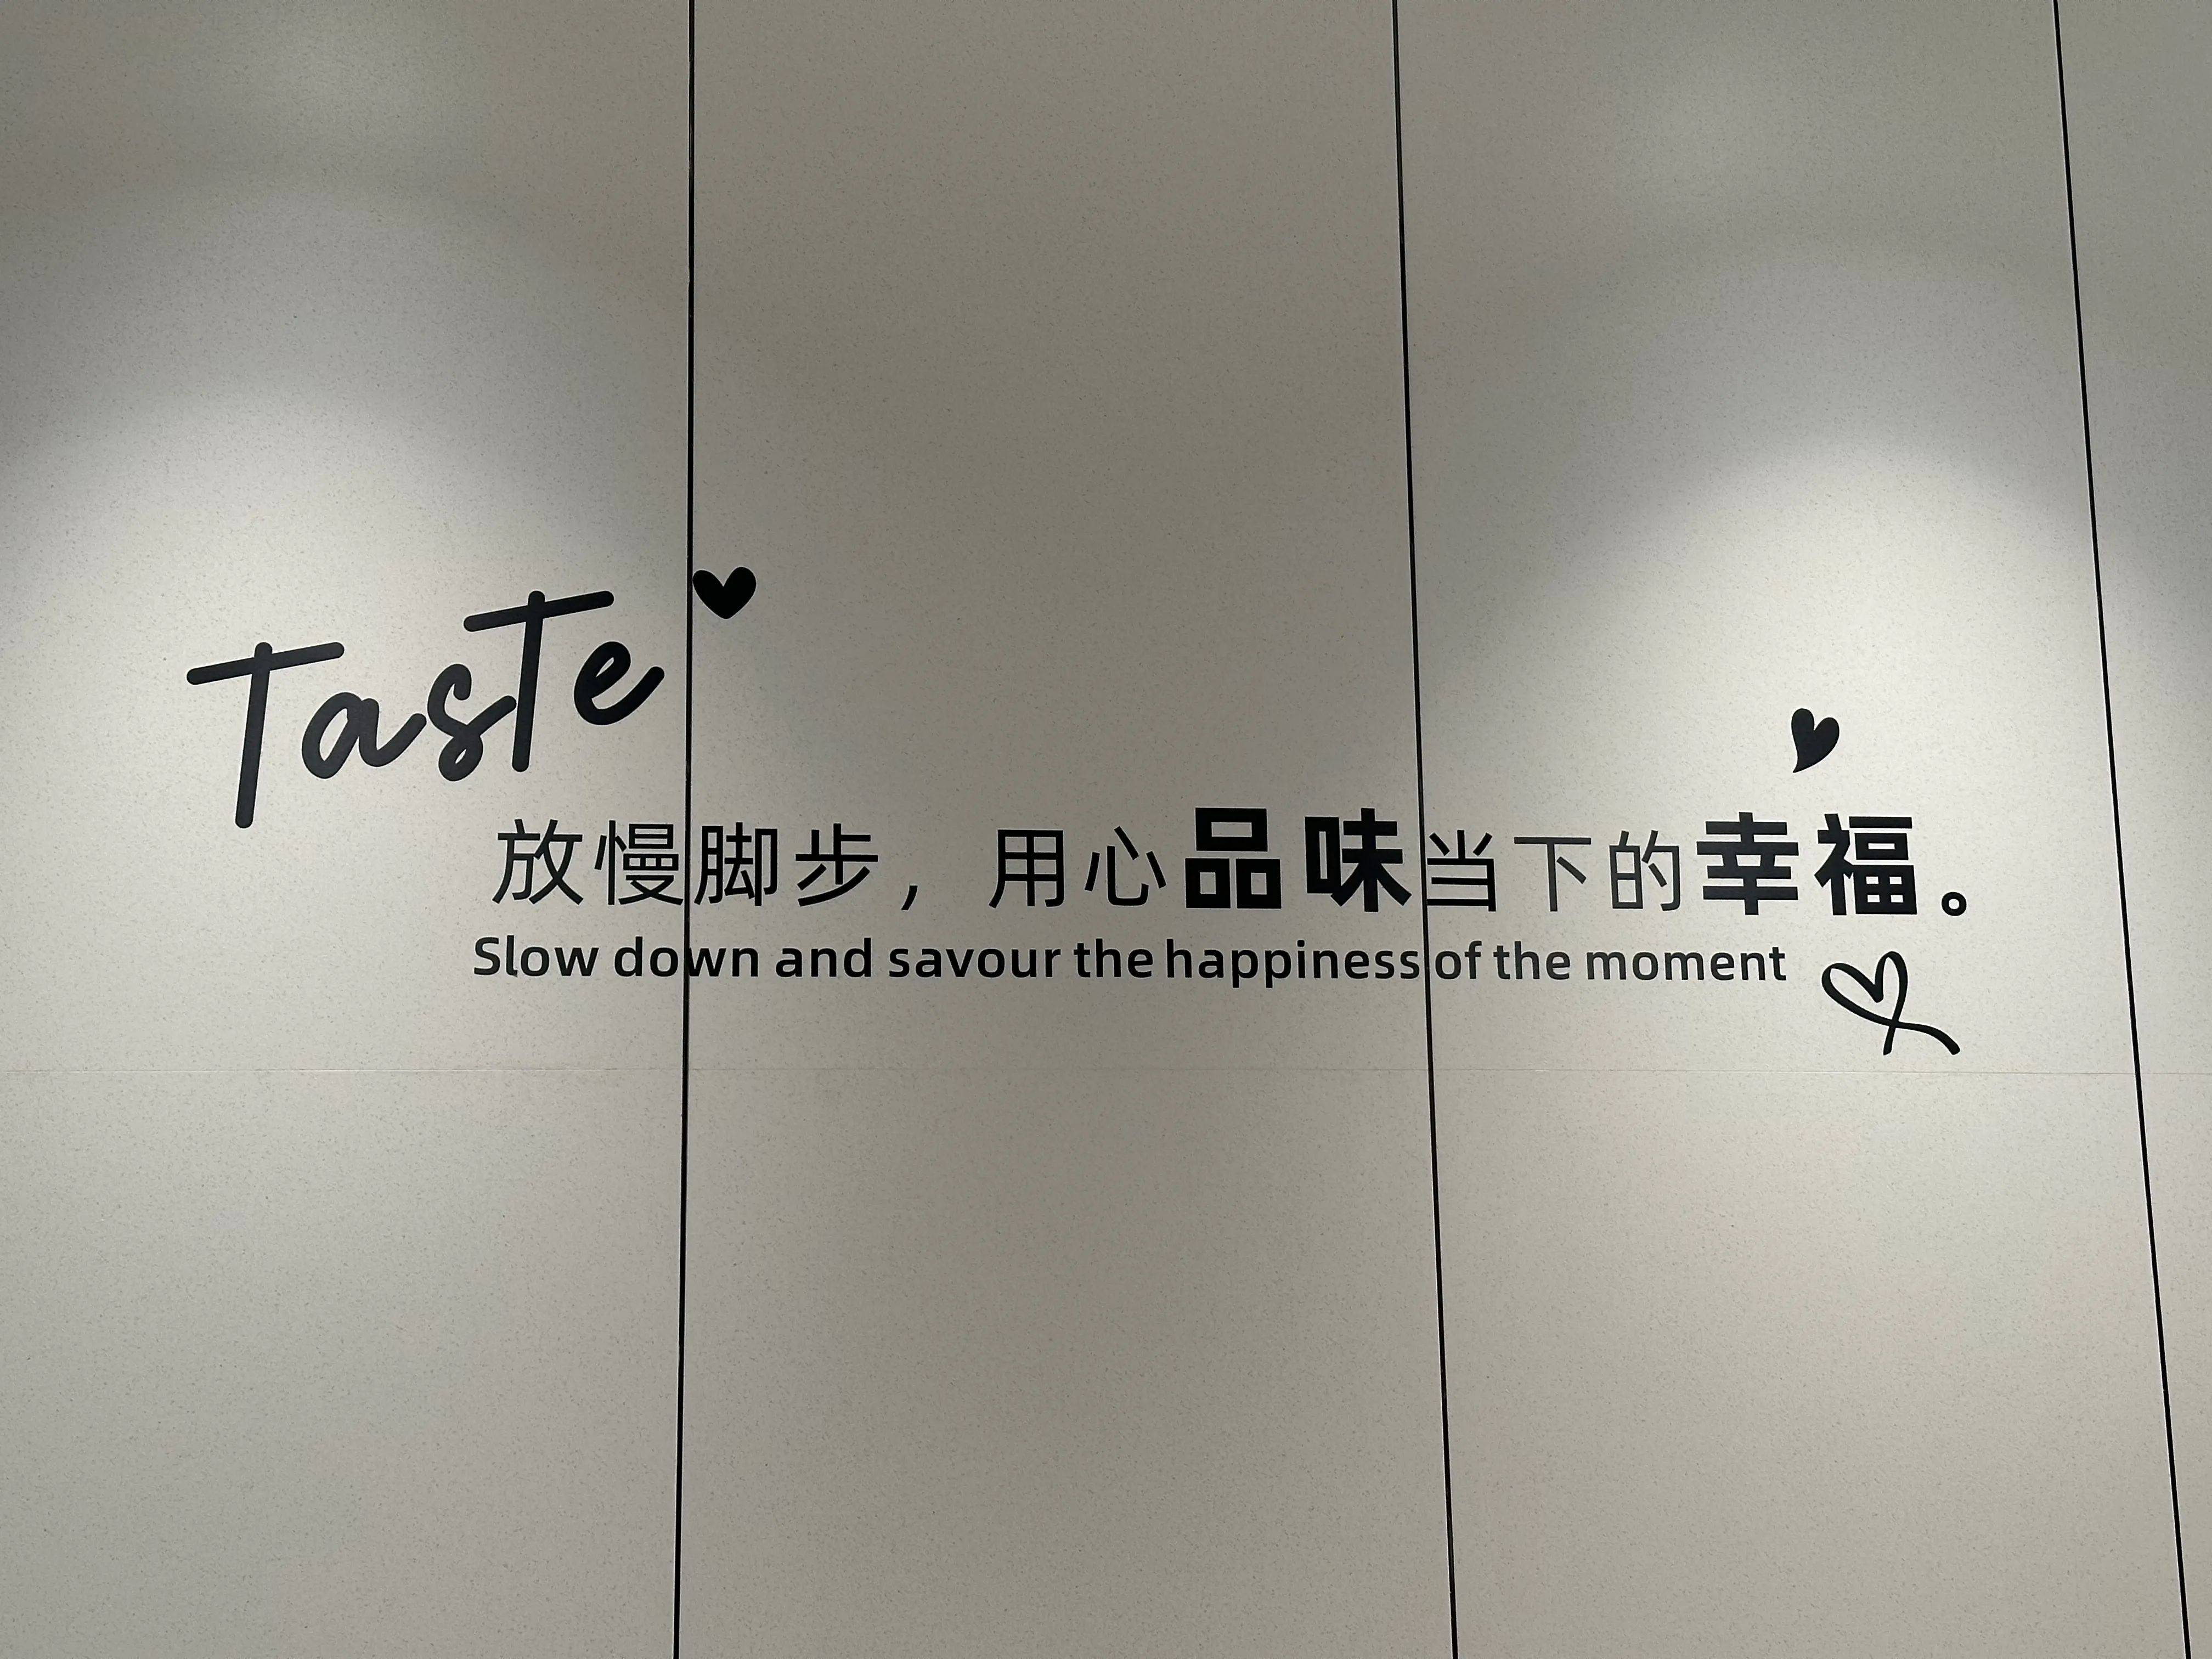 Taste
放慢脚步，用心品味当下的幸福。
Slow down and savour the happiness of the moment